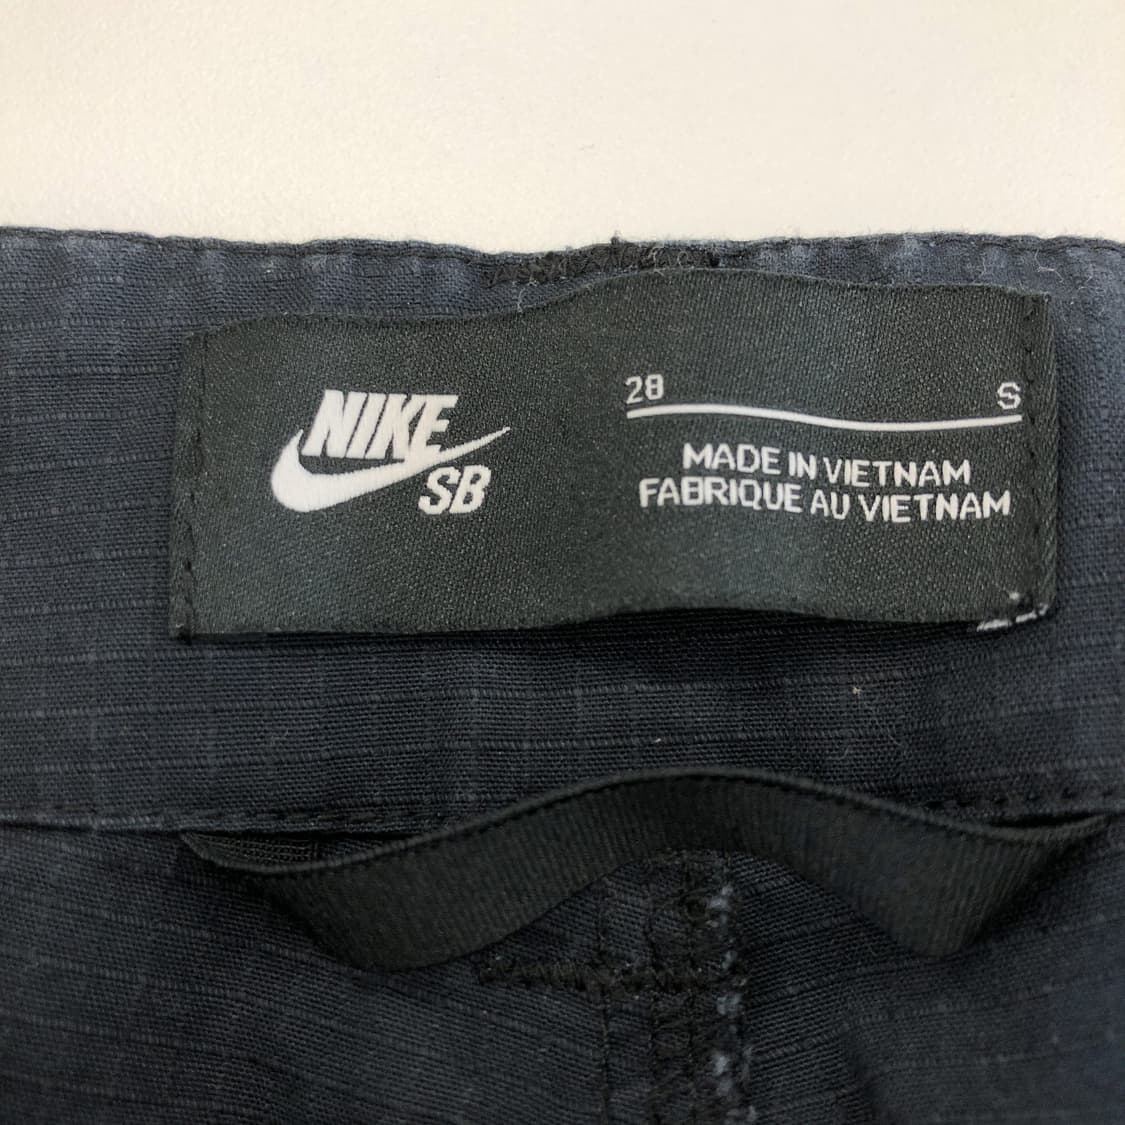 NIKE
SB
28 S
MADE IN VIETNAM
FABRIQUE AU VIETNAM